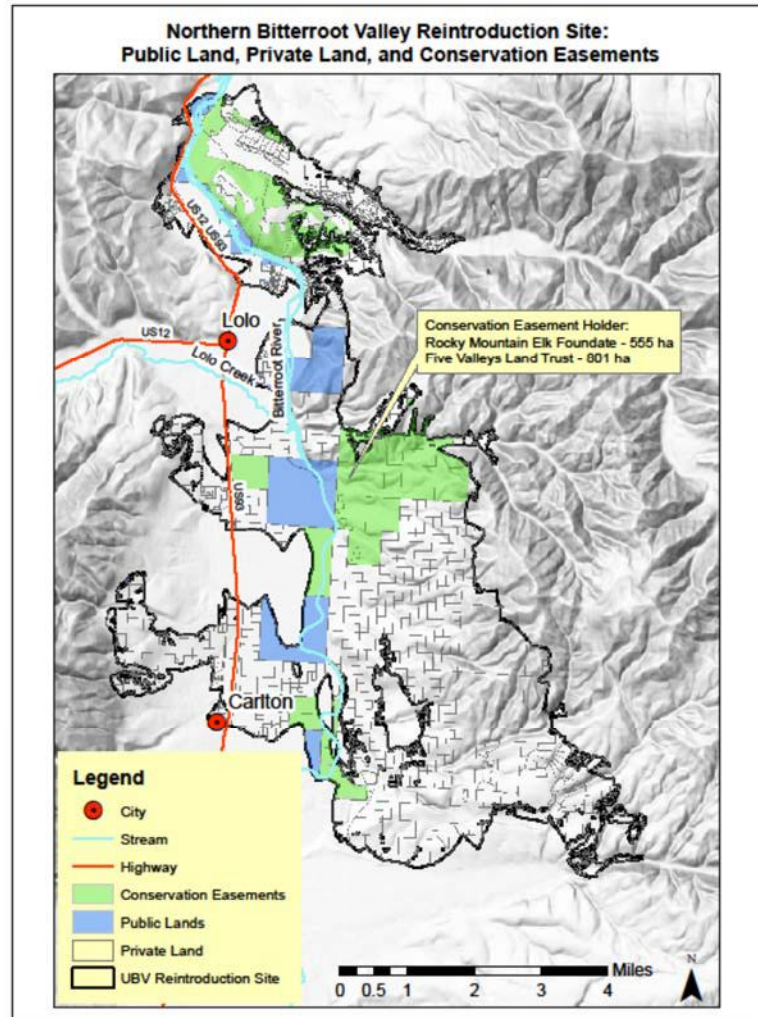 Northern Bitterroot Valley Reintroduction Site:
Public Land, Private Land, and Conservation Easements
US12 US93
Lolo
US12
Lolo Creek
Bitterroot River
Conservation Easement Holder:
Rocky Mountain Elk Foundate - 555 ha
Five Valleys Land Trust - 801 ha
US93
Carlton
Legend
City
Stream
Highway
Conservation Easements
Public Lands
Private Land
UBV Reintroduction Site
N
Miles
0 0.5 1 2 3 4